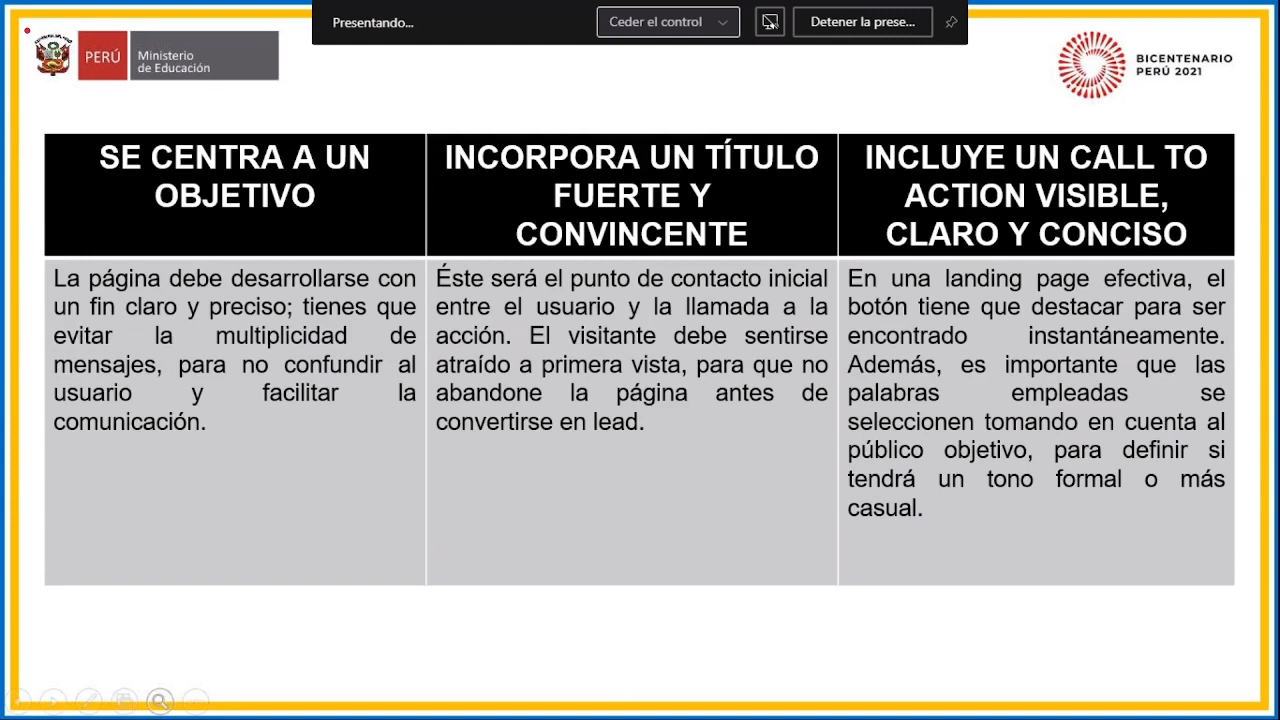 Presentando...
Ceder el control
Detener la prese...
PERÚ
Ministerio
de Educación
BICENTENARIO
PERÚ 2021
SE CENTRA A UN
OBJETIVO
INCORPORA UN TÍTULO
FUERTE Y
CONVINCENTE
INCLUYE UN CALL TO
ACTION VISIBLE,
CLARO Y CONCISO
La página debe desarrollarse con
un fin claro y preciso; tienes que
evitar la multiplicidad de
mensajes, para no confundir al
usuario y facilitar la
comunicación.
Éste será el punto de contacto inicial
entre el usuario y la llamada a la
acción. El visitante debe sentirse
atraído a primera vista, para que no
abandone la página antes de
convertirse en lead.
En una landing page efectiva, el
botón tiene que destacar para ser
encontrado instantáneamente.
Además, es importante que las
palabras empleadas se
seleccionen tomando en cuenta al
público objetivo, para definir si
tendrá un tono formal o más
casual.